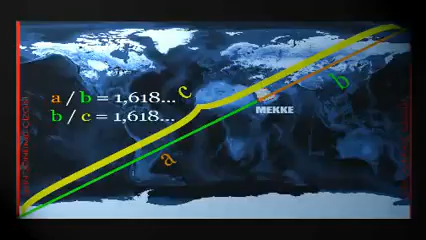 c
a / b = 1,618...
b / c = 1,618...
b
MEKKE
a